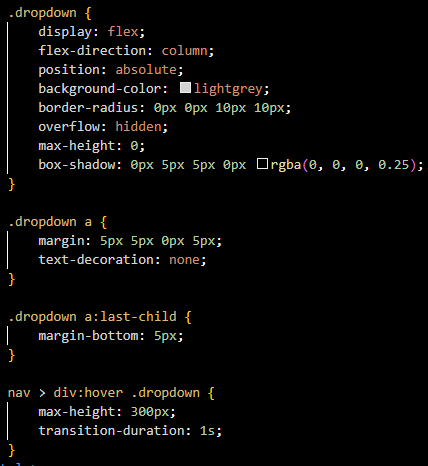 .dropdown {
    display: flex;
    flex-direction: column;
    position: absolute;
    background-color: lightgrey;
    border-radius: 0px 0px 10px 10px;
    overflow: hidden;
    max-height: 0;
    box-shadow: 0px 5px 5px 0px rgba(0, 0, 0, 0.25);
}

.dropdown a {
    margin: 5px 5px 0px 5px;
    text-decoration: none;
}

.dropdown a:last-child {
    margin-bottom: 5px;
}

nav > div:hover .dropdown {
    max-height: 300px;
    transition-duration: 1s;
}